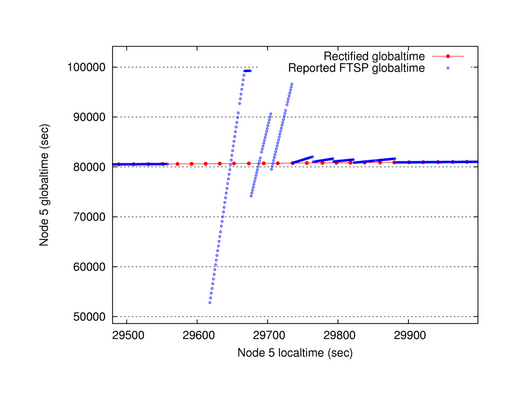 Rectified globaltime
Reported FTSP globaltime
100000
90000
80000
70000
60000
50000
29500 29600 29700 29800 29900
Node 5 globaltime (sec)
Node 5 localtime (sec)